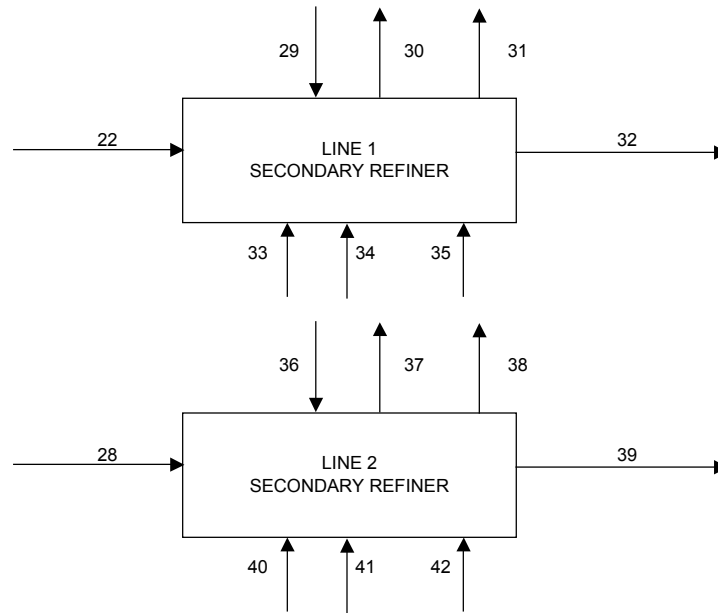 29 30 31
22
LINE 1
SECONDARY REFINER
32
33 34 35
36 37 38
28
LINE 2
SECONDARY REFINER
39
40 41 42